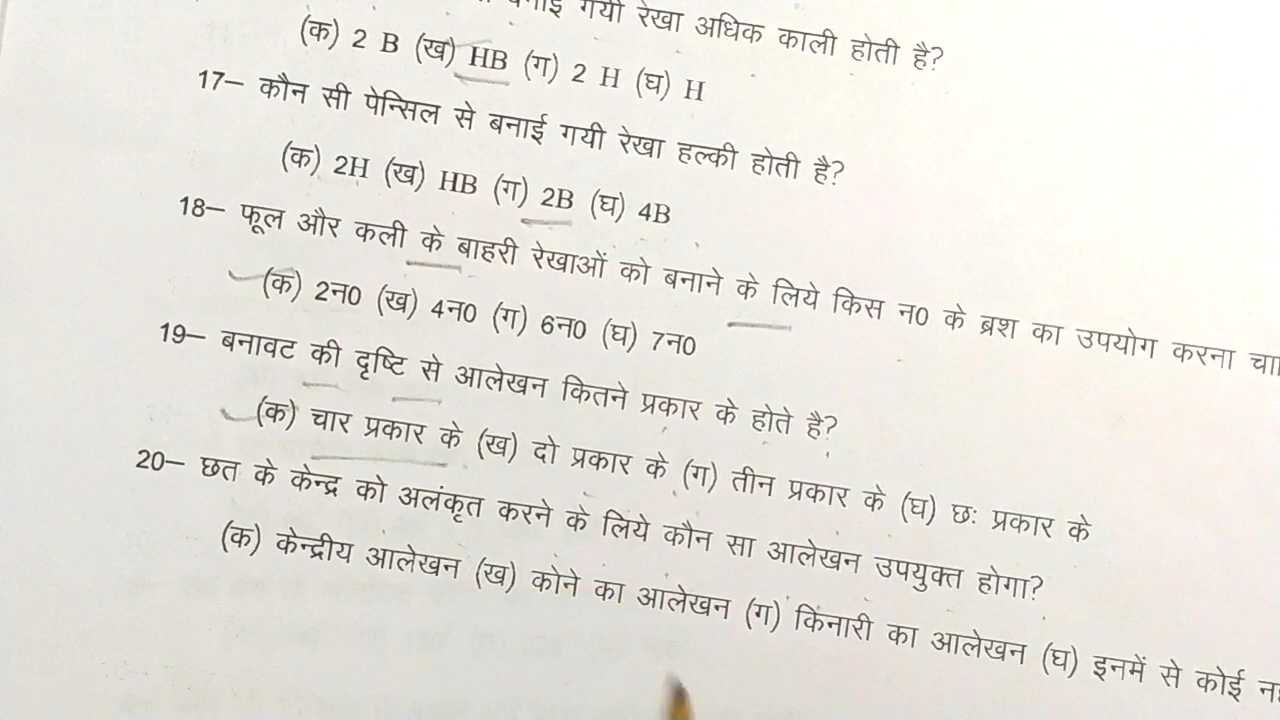 बनाई गयी रेखा अधिक काली होती है?
(क) 2 B (ख) HB (ग) 2 H (घ) H
17– कौन सी पेन्सिल से बनाई गयी रेखा हल्की होती है?
(क) 2H (ख) HB (ग) 2B (घ) 4B
18– फूल और कली के बाहरी रेखाओं को बनाने के लिये किस न0 के ब्रश का उपयोग करना
(क) 2न0 (ख) 4न0 (ग) 6न0 (घ) 7न0
19– बनावट की दृष्टि से आलेखन कितने प्रकार के होते है?
(क) चार प्रकार के (ख) दो प्रकार के (ग) तीन प्रकार के (घ) छः प्रकार के
20– छत के केन्द्र को अलंकृत करने के लिये कौन सा आलेखन उपयुक्त होगा?
(क) केन्द्रीय आलेखन (ख) कोने का आलेखन (ग) किनारी का आलेखन (घ) इनमें से कोई